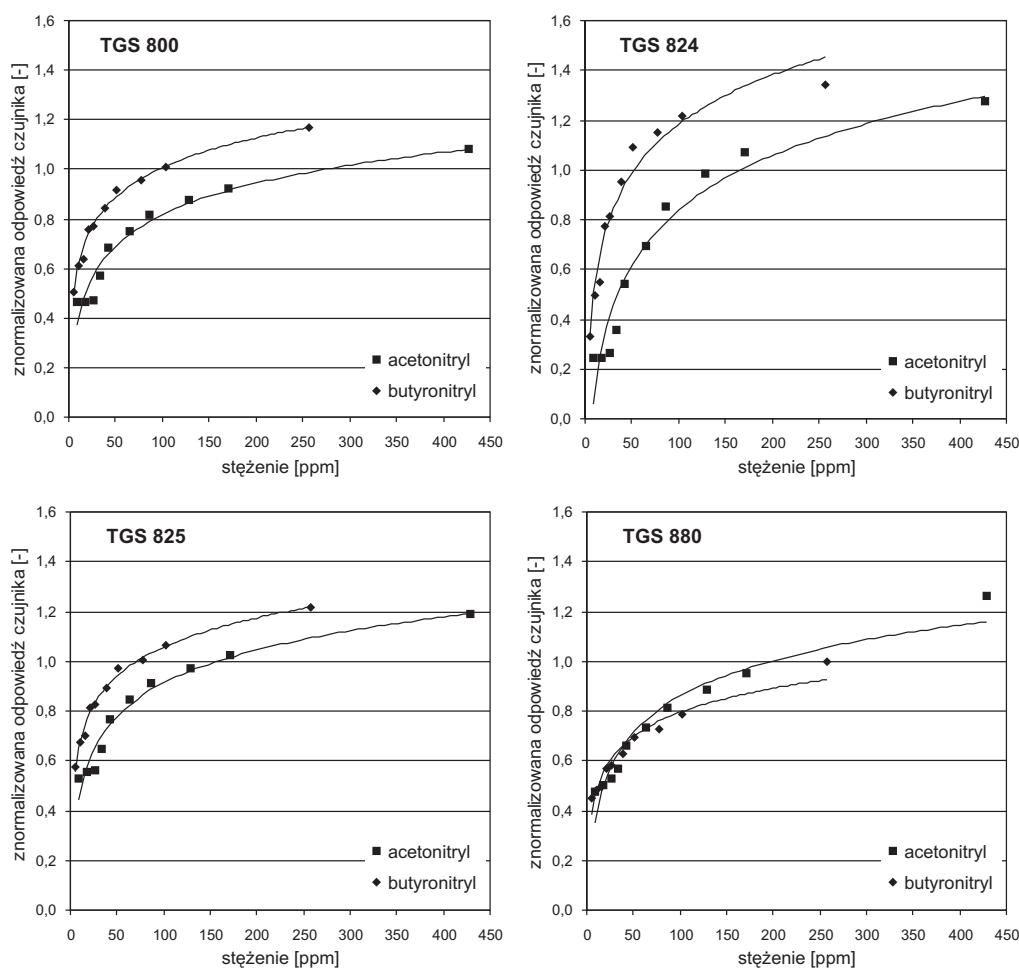 TGS 800
znormalizowana odpowiedź czujnika [-]
1,6
1,4
1,2
1,0
0,8
0,6
0,4
0,2
0,0
acetonitryl
butyronitryl
0 50 100 150 200 250 300 350 400 450
stężenie [ppm]
TGS 824
znormalizowana odpowiedź czujnika [-]
1,6
1,4
1,2
1,0
0,8
0,6
0,4
0,2
0,0
acetonitryl
butyronitryl
0 50 100 150 200 250 300 350 400 450
stężenie [ppm]
TGS 825
znormalizowana odpowiedź czujnika [-]
1,6
1,4
1,2
1,0
0,8
0,6
0,4
0,2
0,0
acetonitryl
butyronitryl
0 50 100 150 200 250 300 350 400 450
stężenie [ppm]
TGS 880
znormalizowana odpowiedź czujnika [-]
1,6
1,4
1,2
1,0
0,8
0,6
0,4
0,2
0,0
acetonitryl
butyronitryl
0 50 100 150 200 250 300 350 400 450
stężenie [ppm]